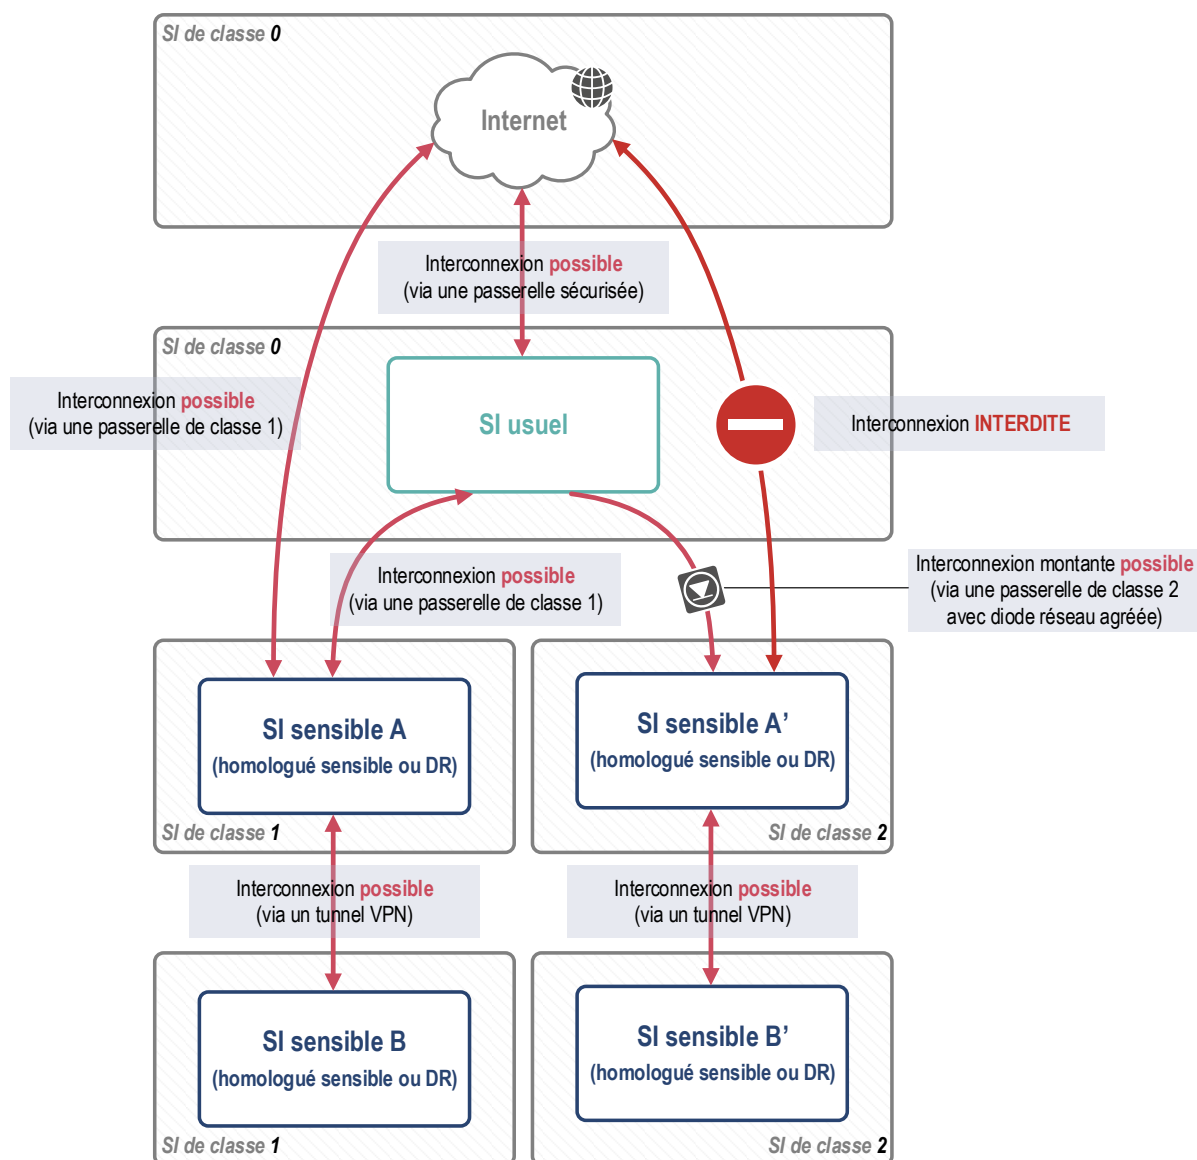 SI de classe 0
Internet
Interconnexion possible
(via une passerelle sécurisée)
SI de classe 0
SI usuel
Interconnexion possible
(via une passerelle de classe 1)
Interconnexion INTERDITE
Interconnexion possible
(via une passerelle de classe 1)
Interconnexion montante possible
(via une passerelle de classe 2
avec diode réseau agréée)
SI sensible A
(homologué sensible ou DR)
SI de classe 1
SI sensible A’
(homologué sensible ou DR)
SI de classe 2
Interconnexion possible
(via un tunnel VPN)
Interconnexion possible
(via un tunnel VPN)
SI sensible B
(homologué sensible ou DR)
SI de classe 1
SI sensible B’
(homologué sensible ou DR)
SI de classe 2